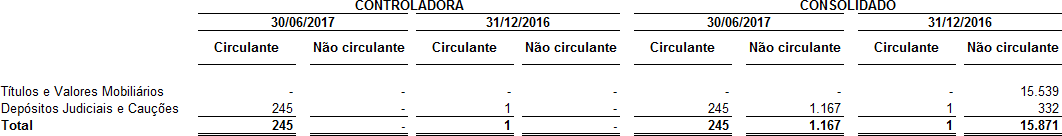 CONTROLADORA CONSOLIDADO
30/06/2017 31/12/2016 30/06/2017 31/12/2016
Circulante Não circulante Circulante Não circulante Circulante Não circulante Circulante Não circulante
Títulos e Valores Mobiliários - - - - - - - 15.539
Depósitos Judiciais e Cauções 245 - 1 - 245 1.167 1 332
Total 245 - 1 - 245 1.167 1 15.871